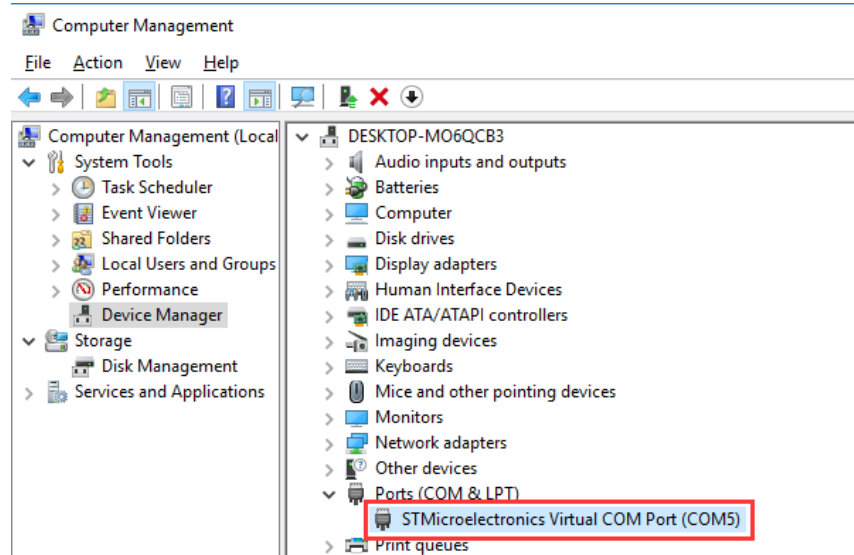 Computer Management
File Action View Help
Computer Management (Local
System Tools
Task Scheduler
Event Viewer
Shared Folders
Local Users and Groups
Performance
Device Manager
Storage
Disk Management
Services and Applications
DESKTOP-MO6QCB3
Audio inputs and outputs
Batteries
Computer
Disk drives
Display adapters
Human Interface Devices
IDE ATA/ATAPI controllers
Imaging devices
Keyboards
Mice and other pointing devices
Monitors
Network adapters
Other devices
Ports (COM & LPT)
STMicroelectronics Virtual COM Port (COM5)
Print queues